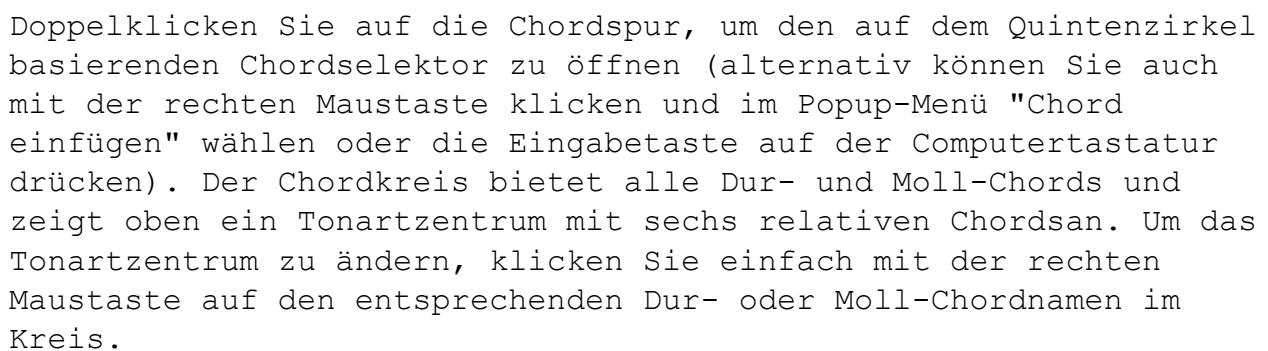 Doppelklicken Sie auf die Chordspur, um den auf dem Quintenzirkel
basierenden Chordselektor zu öffnen (alternativ können Sie auch
mit der rechten Maustaste klicken und im Popup-Menü "Chord
einfügen" wählen oder die Eingabetaste auf der Computertastatur
drücken). Der Chordkreis bietet alle Dur- und Moll-Chords und
zeigt oben ein Tonartzentrum mit sechs relativen Chordsan. Um das
Tonartzentrum zu ändern, klicken Sie einfach mit der rechten
Maustaste auf den entsprechenden Dur- oder Moll-Chordnamen im
Kreis.